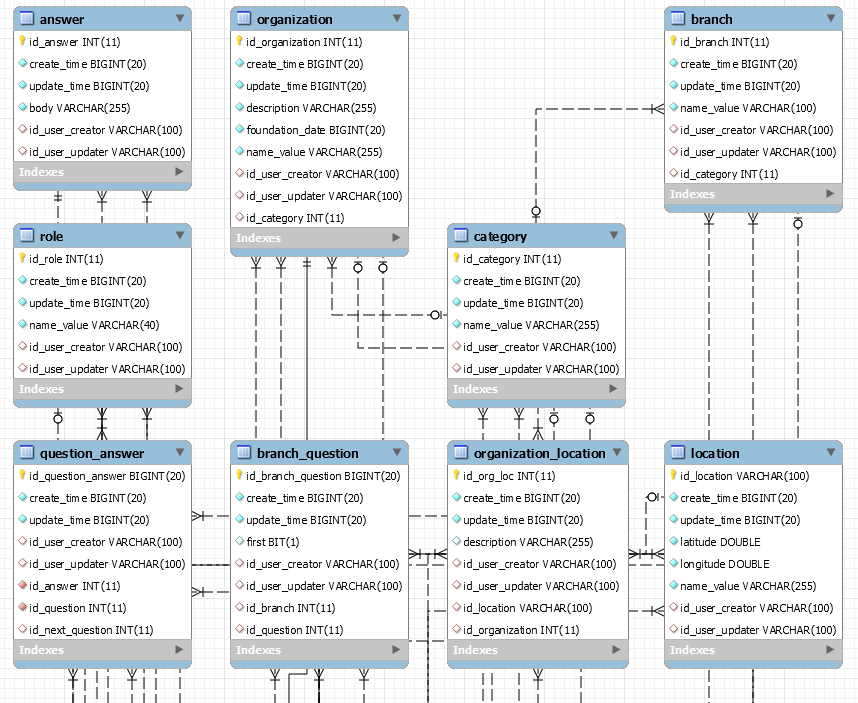 answer
id_answer INT(11)
create_time BIGINT(20)
update_time BIGINT(20)
body VARCHAR(255)
id_user_creator VARCHAR(100)
id_user_updater VARCHAR(100)
Indexes
organization
id_organization INT(11)
create_time BIGINT(20)
update_time BIGINT(20)
description VARCHAR(255)
foundation_date BIGINT(20)
name_value VARCHAR(255)
id_user_creator VARCHAR(100)
id_user_updater VARCHAR(100)
id_category INT(11)
Indexes
branch
id_branch INT(11)
create_time BIGINT(20)
update_time BIGINT(20)
name_value VARCHAR(100)
id_user_creator VARCHAR(100)
id_user_updater VARCHAR(100)
id_category INT(11)
Indexes
role
id_role INT(11)
create_time BIGINT(20)
update_time BIGINT(20)
name_value VARCHAR(40)
id_user_creator VARCHAR(100)
id_user_updater VARCHAR(100)
Indexes
category
id_category INT(11)
create_time BIGINT(20)
update_time BIGINT(20)
name_value VARCHAR(255)
id_user_creator VARCHAR(100)
id_user_updater VARCHAR(100)
Indexes
question_answer
id_question_answer BIGINT(20)
create_time BIGINT(20)
update_time BIGINT(20)
id_user_creator VARCHAR(100)
id_user_updater VARCHAR(100)
id_answer INT(11)
id_question INT(11)
id_next_question INT(11)
Indexes
branch_question
id_branch_question BIGINT(20)
create_time BIGINT(20)
update_time BIGINT(20)
first BIT(1)
id_user_creator VARCHAR(100)
id_user_updater VARCHAR(100)
id_branch INT(11)
id_question INT(11)
Indexes
organization_location
id_org_loc INT(11)
create_time BIGINT(20)
update_time BIGINT(20)
description VARCHAR(255)
id_user_creator VARCHAR(100)
id_user_updater VARCHAR(100)
id_location VARCHAR(100)
id_organization INT(11)
Indexes
location
id_location VARCHAR(100)
create_time BIGINT(20)
update_time BIGINT(20)
latitude DOUBLE
longitude DOUBLE
name_value VARCHAR(255)
id_user_creator VARCHAR(100)
id_user_updater VARCHAR(100)
Indexes